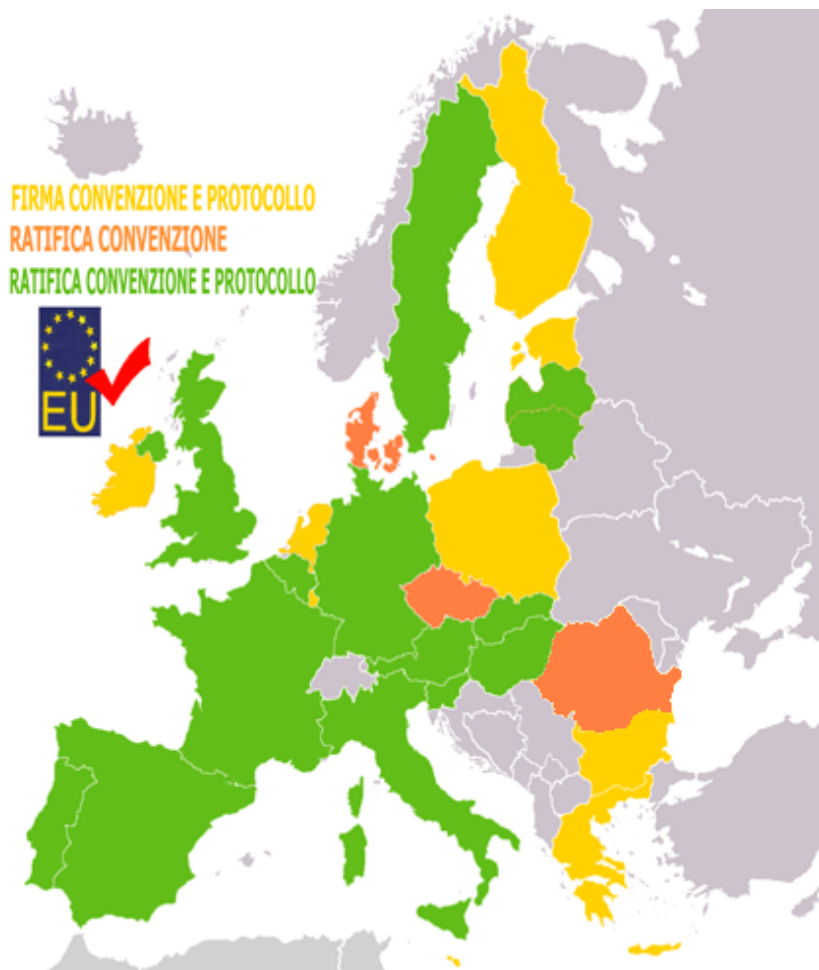 FIRMA CONVENZIONE E PROTOCOLLO
RATIFICA CONVENZIONE
RATIFICA CONVENZIONE E PROTOCOLLO
EU